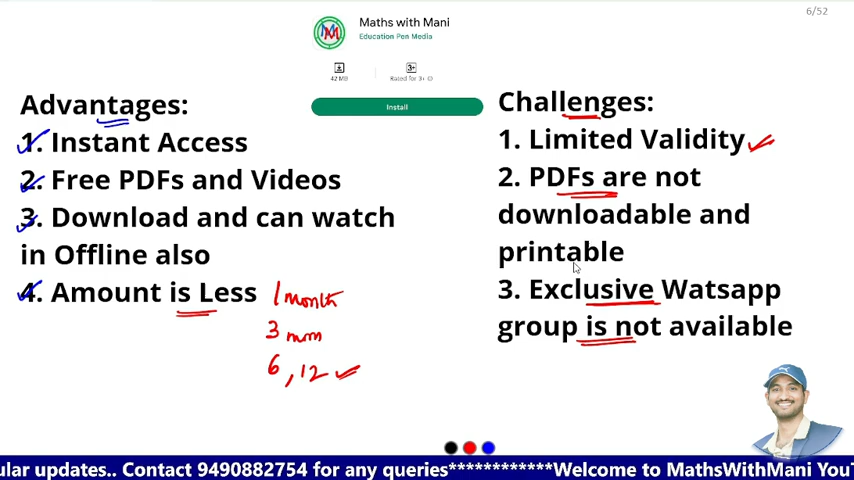 6/52
Maths with Mani
Education Pen Media
42 MB
3+
Rated for 3+
Install
Advantages:
1. Instant Access
2. Free PDFs and Videos
3. Download and can watch
in Offline also
4. Amount is Less
1 month
3 mon
6, 12
Challenges:
1. Limited Validity
2. PDFs are not
downloadable and
printable
3. Exclusive Watsapp
group is not available
ular updates.. Contact 9490882754 for any queries************Welcome to MathsWithMani YouT